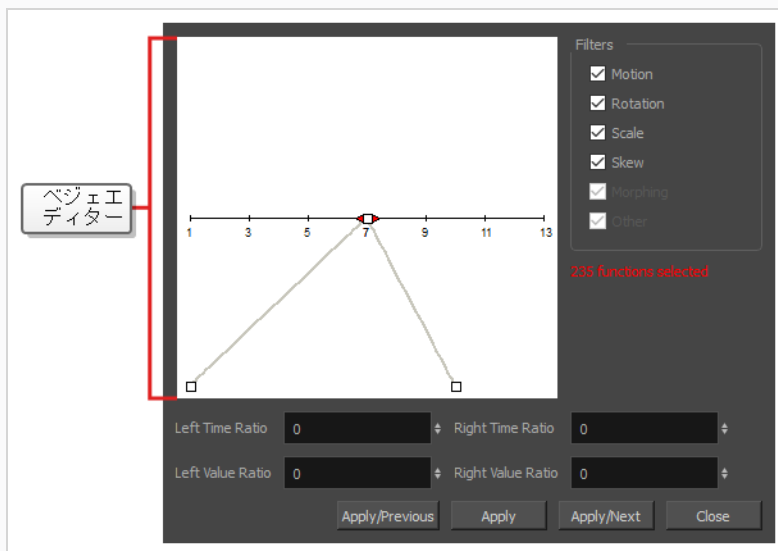 Filters
Motion
Rotation
Scale
Skew
Morphing
Other
ベジェエ
ディター
1 3 5 7 9 11 13
235 functions selected
Left Time Ratio 0 Right Time Ratio 0
Left Value Ratio 0 Right Value Ratio 0
Apply/Previous Apply Apply/Next Close